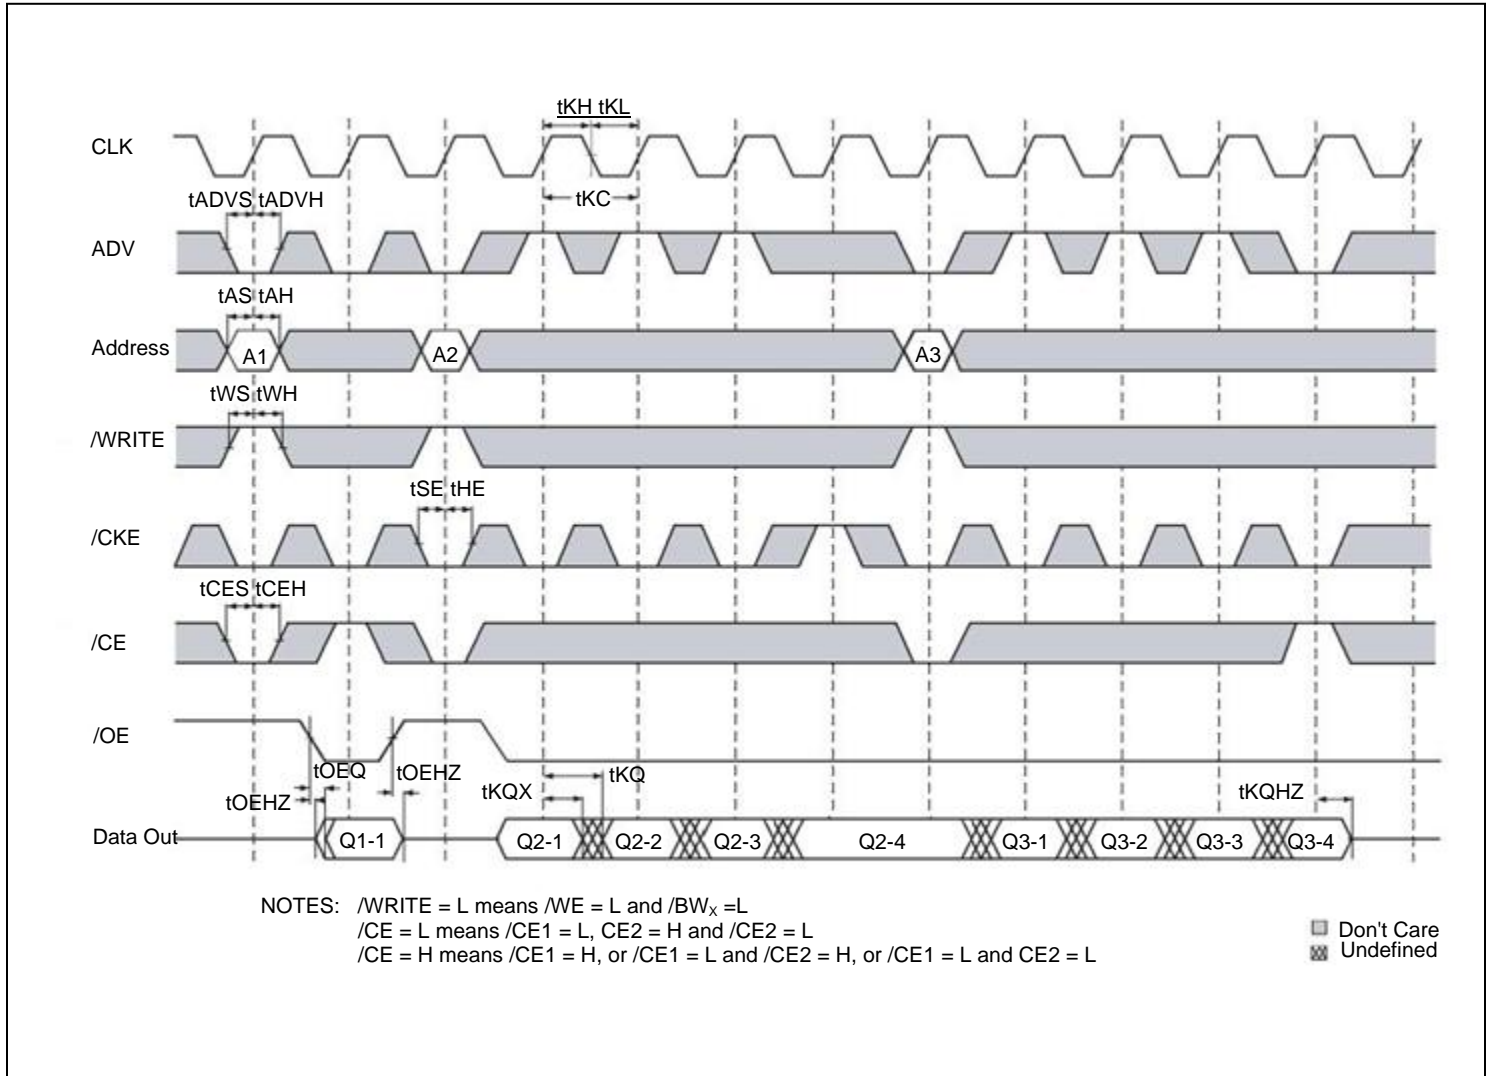 tKH tKL
CLK
tKC
tADVS tADVH
ADV
tAS tAH
Address
A1
A2
A3
tWS tWH
/WRITE
tSE tHE
/CKE
tCES tCEH
/CE
/OE
tOEQ
tOEHZ
tKQ
tOEHZ
tKQX
tKQHZ
Data Out
Q1-1
Q2-1
Q2-2
Q2-3
Q2-4
Q3-1
Q3-2
Q3-3
Q3-4
NOTES: /WRITE = L means /WE = L and /BWX =L
/CE = L means /CE1 = L, CE2 = H and /CE2 = L
/CE = H means /CE1 = H, or /CE1 = L and /CE2 = H, or /CE1 = L and CE2 = L
Don't Care
Undefined